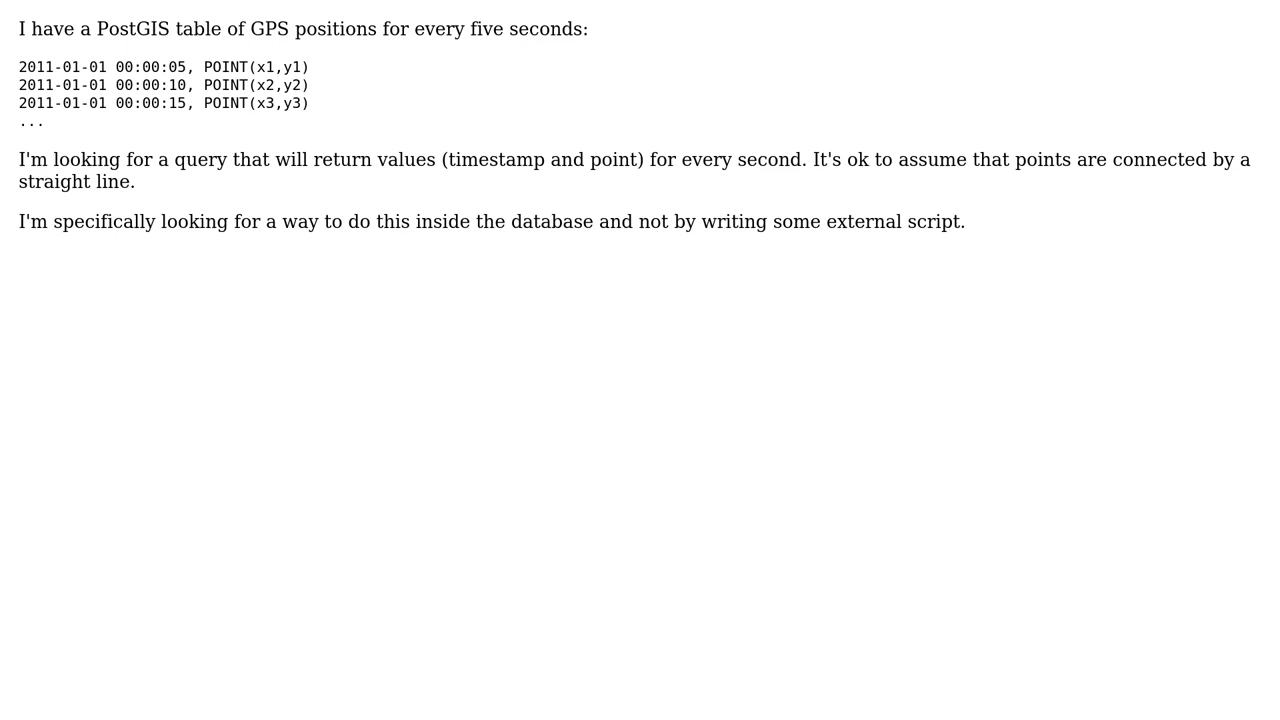 I have a PostGIS table of GPS positions for every five seconds:
2011-01-01 00:00:05, POINT(x1,y1)
2011-01-01 00:00:10, POINT(x2,y2)
2011-01-01 00:00:15, POINT(x3,y3)
...
I'm looking for a query that will return values (timestamp and point) for every second. It's ok to assume that points are connected by a
straight line.
I'm specifically looking for a way to do this inside the database and not by writing some external script.